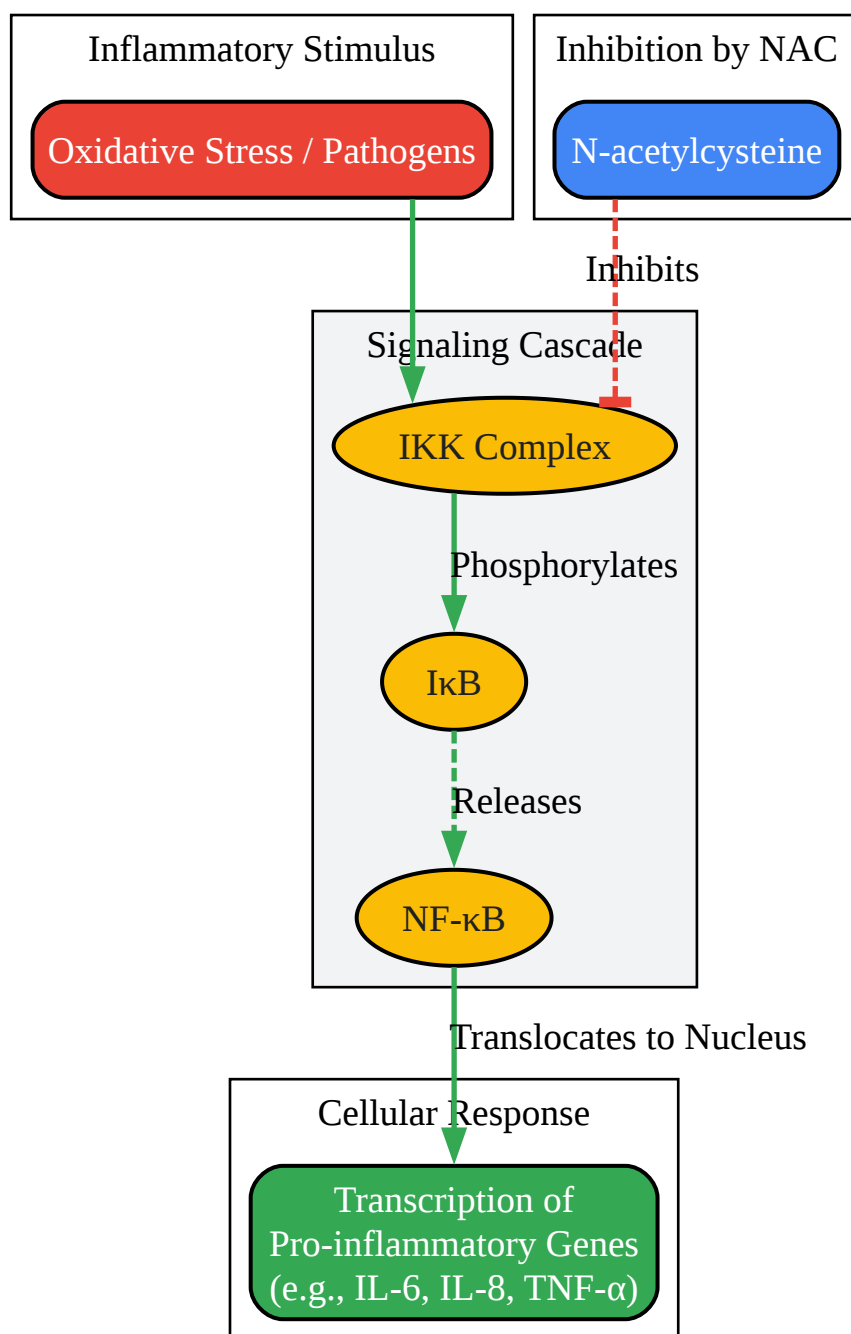 Inflammatory Stimulus
Oxidative Stress / Pathogens
Inhibition by NAC
N-acetylcysteine
Inhibits
Signaling Cascade
IKK Complex
Phosphorylates
IκB
Releases
NF-κB
Translocates to Nucleus
Cellular Response
Transcription of
Pro-inflammatory Genes
(e.g., IL-6, IL-8, TNF-α)